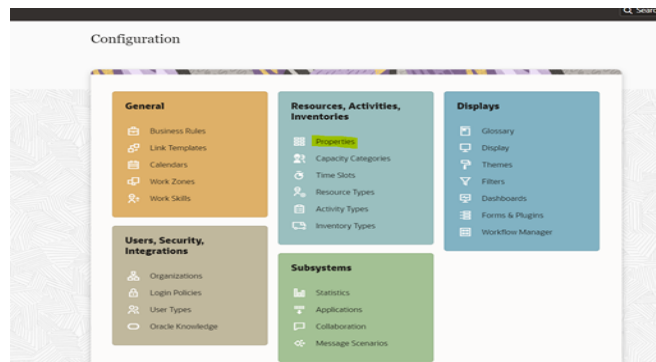 Search
Configuration
General
Business Rules
Link Templates
Calendars
Work Zones
Work Skills
Resources, Activities,
Inventories
Properties
Capacity Categories
Time Slots
Resource Types
Activity Types
Inventory Types
Displays
Glossary
Display
Themes
Filters
Dashboards
Forms & Plugins
Workflow Manager
Users, Security,
Integrations
Organizations
Login Policies
User Types
Oracle Knowledge
Subsystems
Statistics
Applications
Collaboration
Message Scenarios